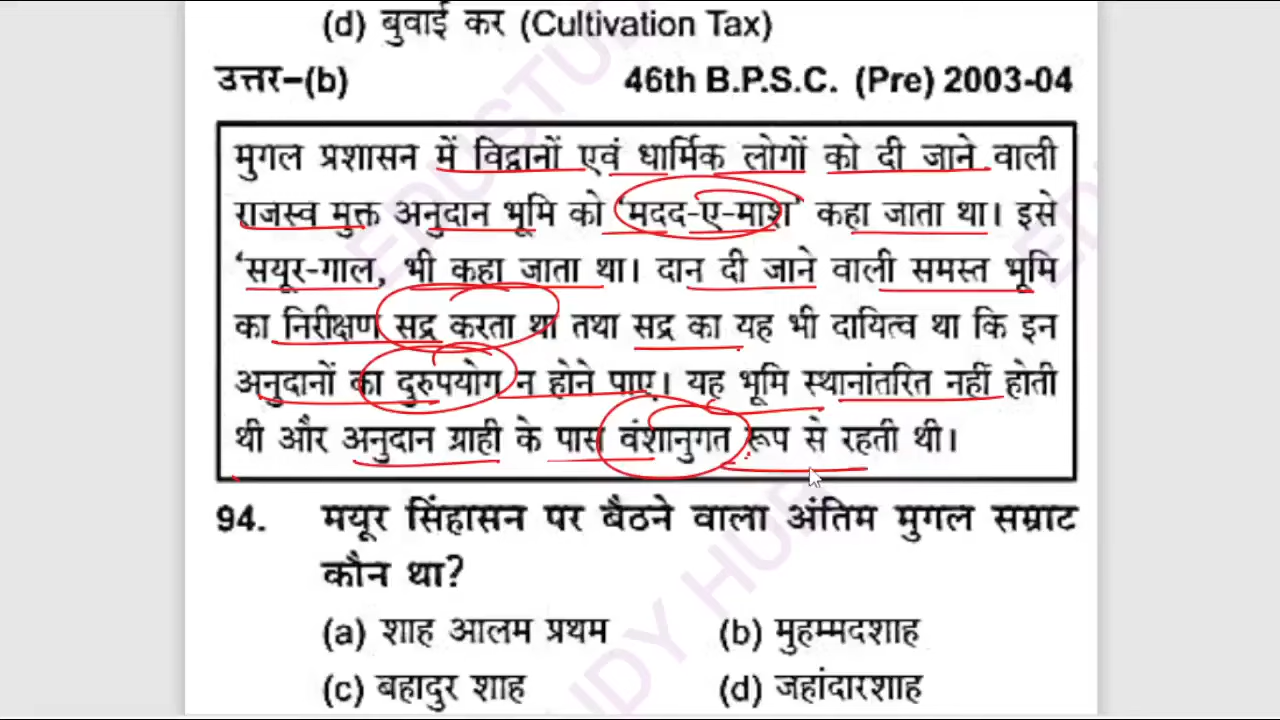 (d) बुवाई कर (Cultivation Tax)
उत्तर–(b) 46th B.P.S.C. (Pre) 2003-04
मुगल प्रशासन में विद्वानों एवं धार्मिक लोगों को दी जाने वाली
राजस्व मुक्त अनुदान भूमि को 'मदद-ए-माश' कहा जाता था। इसे
'सयूर-गाल, भी कहा जाता था। दान दी जाने वाली समस्त भूमि
का निरीक्षण सद्र करता था तथा सद्र का यह भी दायित्व था कि इन
अनुदानों का दुरुपयोग न होने पाए। यह भूमि स्थानांतरित नहीं होती
थी और अनुदान ग्राही के पास वंशानुगत रूप से रहती थी।
94. मयूर सिंहासन पर बैठने वाला अंतिम मुगल सम्राट
कौन था?
(a) शाह आलम प्रथम (b) मुहम्मदशाह
(c) बहादुर शाह (d) जहांदारशाह